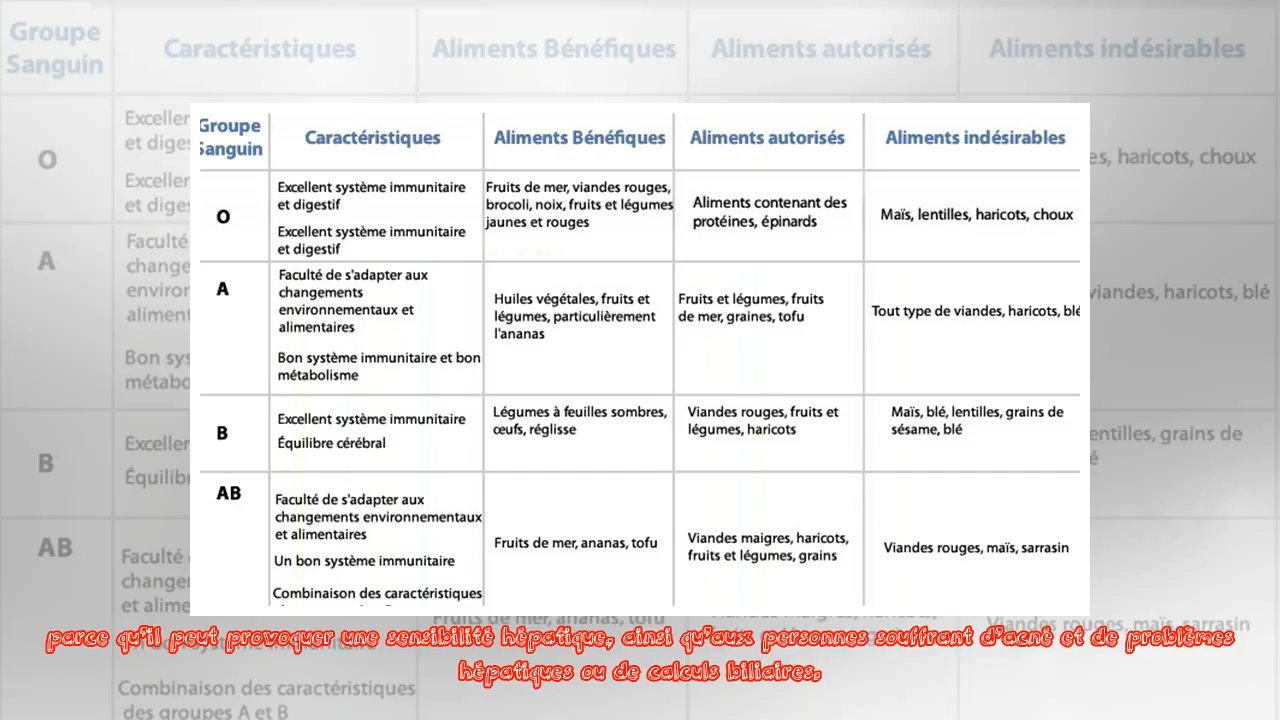 Groupe
Sanguin
Caractéristiques
Aliments Bénéfiques
Aliments autorisés
Aliments indésirables
O
Excellent système immunitaire
et digestif
Excellent système immunitaire
et digestif
Fruits de mer, viandes rouges,
brocoli, noix, fruits et légumes
jaunes et rouges
Aliments contenant des
protéines, épinards
Maïs, lentilles, haricots, choux
A
Faculté de s'adapter aux
changements
environnementaux et
alimentaires
Bon système immunitaire et bon
métabolisme
Huiles végétales, fruits et
légumes, particulièrement
l'ananas
Fruits et légumes, fruits
de mer, graines, tofu
Tout type de viandes, haricots, blé
B
Excellent système immunitaire
Équilibre cérébral
Légumes à feuilles sombres,
œufs, réglisse
Viandes rouges, fruits et
légumes, haricots
Maïs, blé, lentilles, grains de
sésame, blé
AB
Faculté de s'adapter aux
changements environnementaux
et alimentaires
Un bon système immunitaire
Combinaison des caractéristiques
Fruits de mer, ananas, tofu
Viandes maigres, haricots,
fruits et légumes, grains
Viandes rouges, maïs, sarrasin
parce qu'il peut provoquer une sensibilité hépatique, ainsi qu'aux personnes souffrant d'acné et de problèmes
hépatiques ou de calculs biliaires.